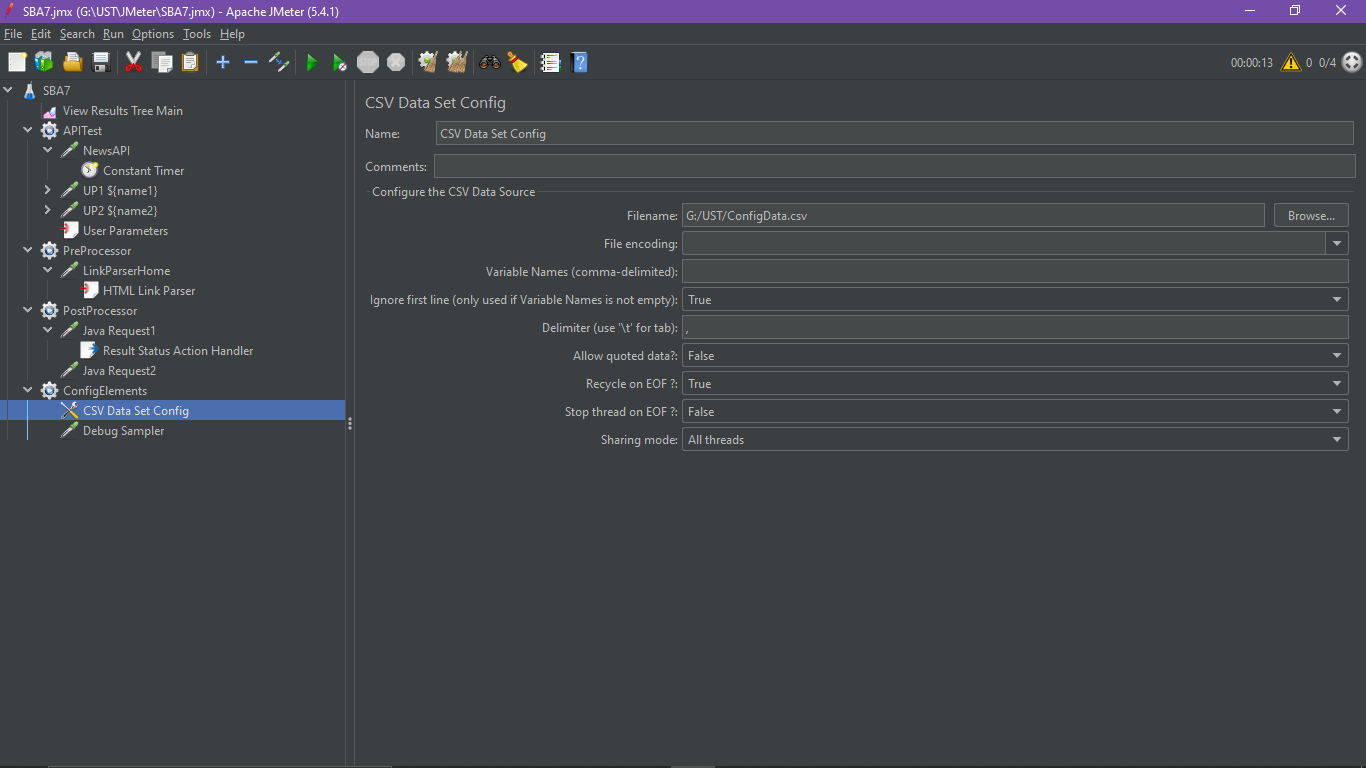 SBA7.jmx (G:\UST\JMeter\SBA7.jmx) - Apache JMeter (5.4.1)
File Edit Search Run Options Tools Help
STOP 00:00:13 0 0/4
SBA7
View Results Tree Main
APITest
NewsAPI
Constant Timer
UP1 ${name1}
UP2 ${name2}
User Parameters
PreProcessor
LinkParserHome
HTML Link Parser
PostProcessor
Java Request1
Result Status Action Handler
Java Request2
ConfigElements
CSV Data Set Config
Debug Sampler
CSV Data Set Config
Name: CSV Data Set Config
Comments:
Configure the CSV Data Source
Filename: G:/UST/ConfigData.csv Browse...
File encoding:
Variable Names (comma-delimited):
Ignore first line (only used if Variable Names is not empty): True
Delimiter (use '\t' for tab): ,
Allow quoted data?: False
Recycle on EOF ?: True
Stop thread on EOF ?: False
Sharing mode: All threads